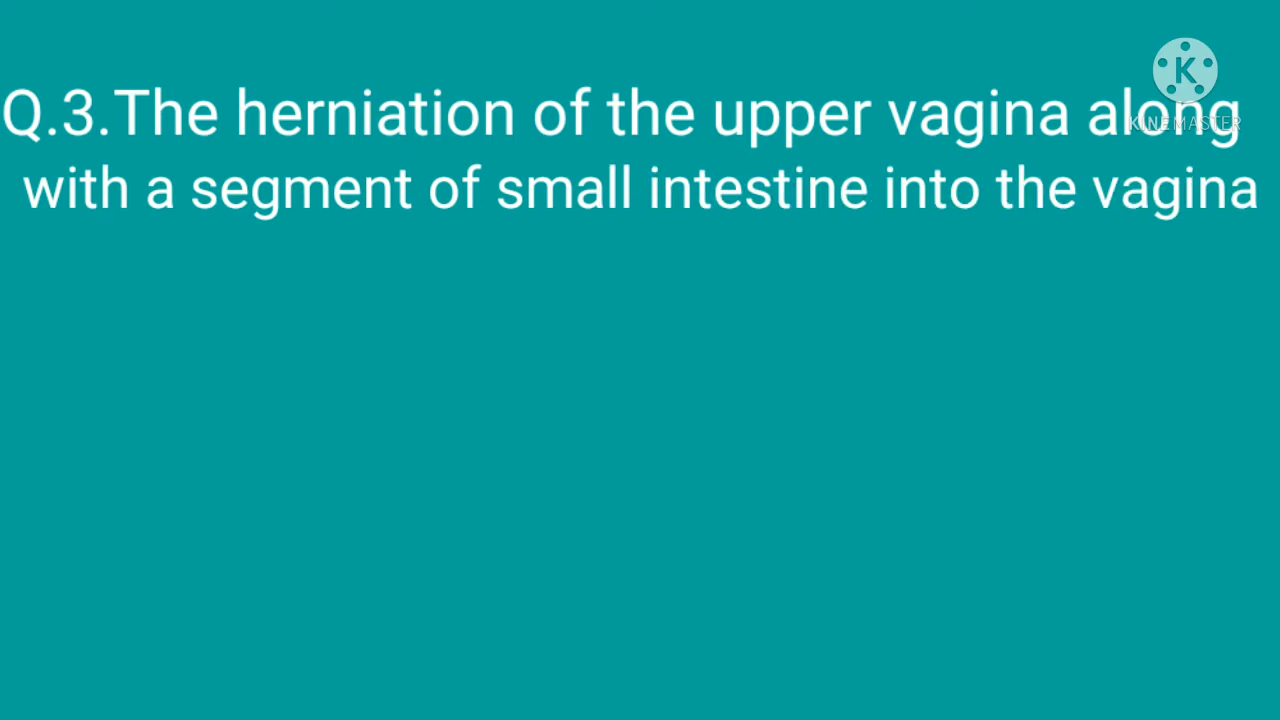 Q.3.The herniation of the upper vagina along
with a segment of small intestine into the vagina
K
KINEMASTER